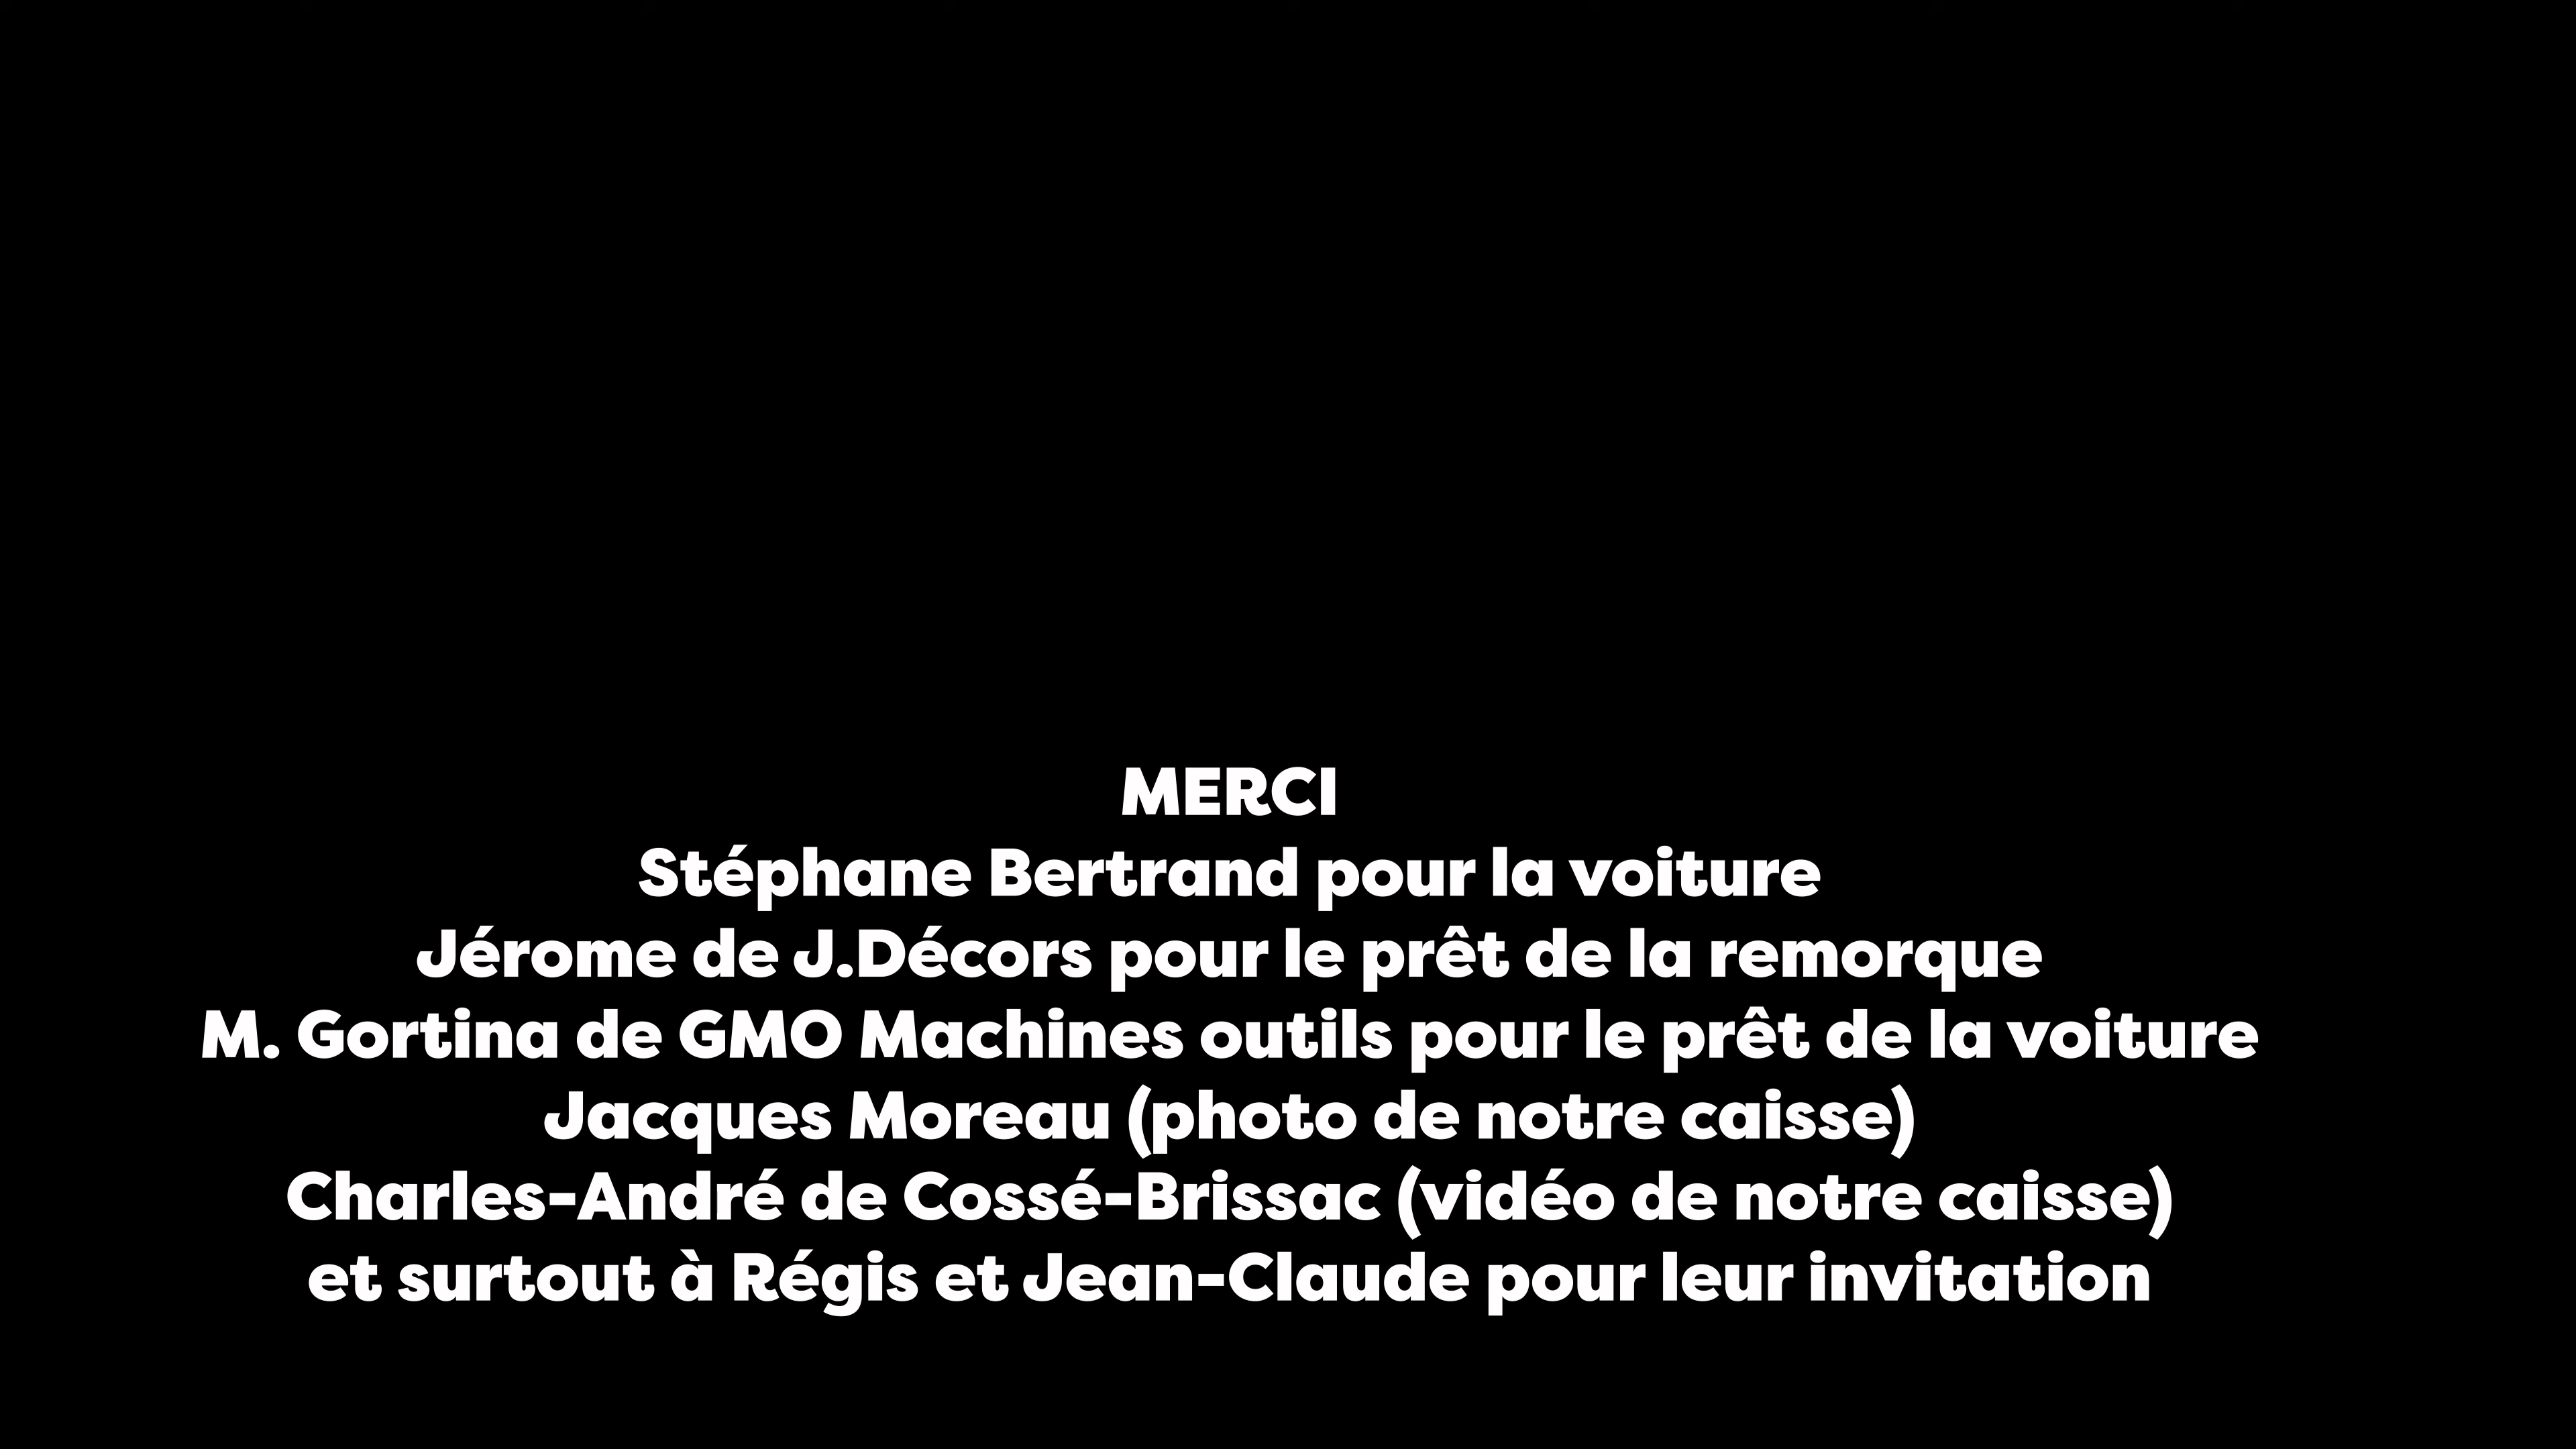 MERCI
Stéphane Bertrand pour la voiture
Jérome de J.Décors pour le prêt de la remorque
M. Gortina de GMO Machines outils pour le prêt de la voiture
Jacques Moreau (photo de notre caisse)
Charles-André de Cossé-Brissac (vidéo de notre caisse)
et surtout à Régis et Jean-Claude pour leur invitation